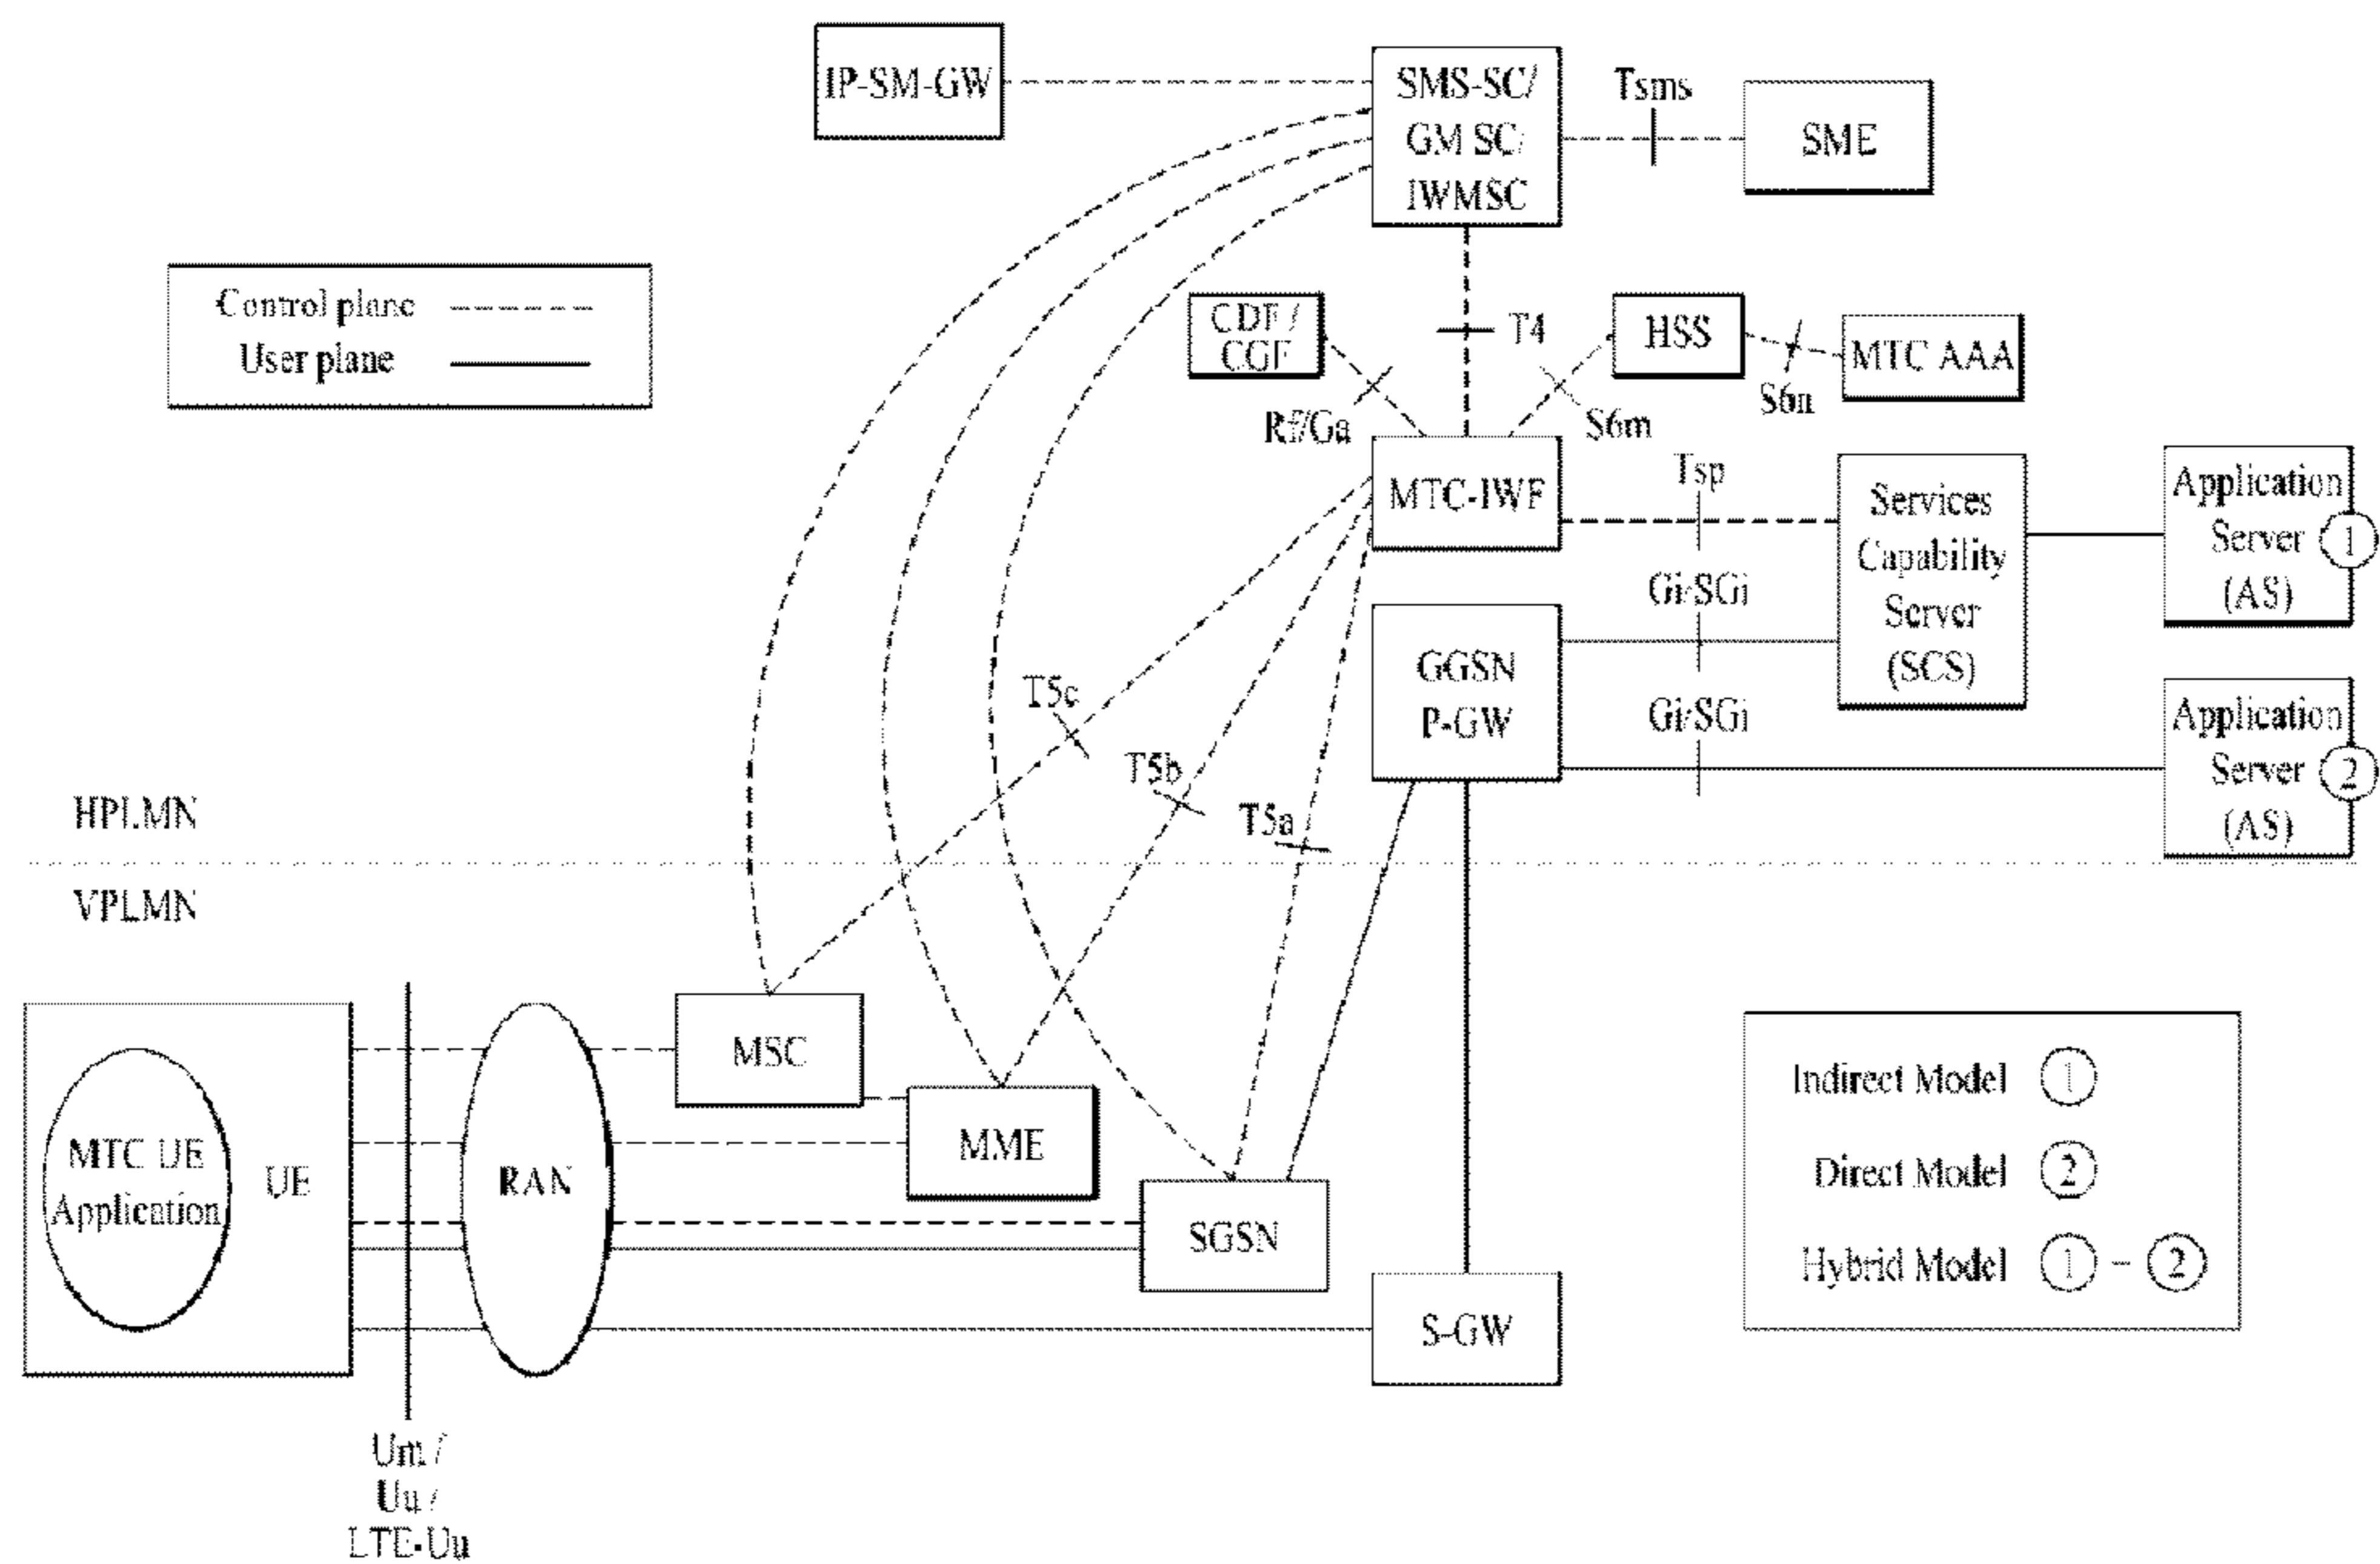 IP-SM-GW
SMS-SC/
GMSC/
IWMSC
Tsms
SME
Control plane
User plane
CDF /
CGF
T4
HSS
MTC AAA
Rf/Ga
S6m
S6n
MTC-IWF
Tsp
Services
Capability
Server
(SCS)
Application
Server 1
(AS)
Gi/SGi
GGSN
P-GW
Gi/SGi
Application
Server 2
(AS)
T5c
T5b
T5a
HPLMN
VPLMN
MSC
MME
SGSN
S-GW
MTC UE
Application
UE
RAN
Indirect Model 1
Direct Model 2
Hybrid Model 1 - 2
Um /
Uu /
LTE-Uu